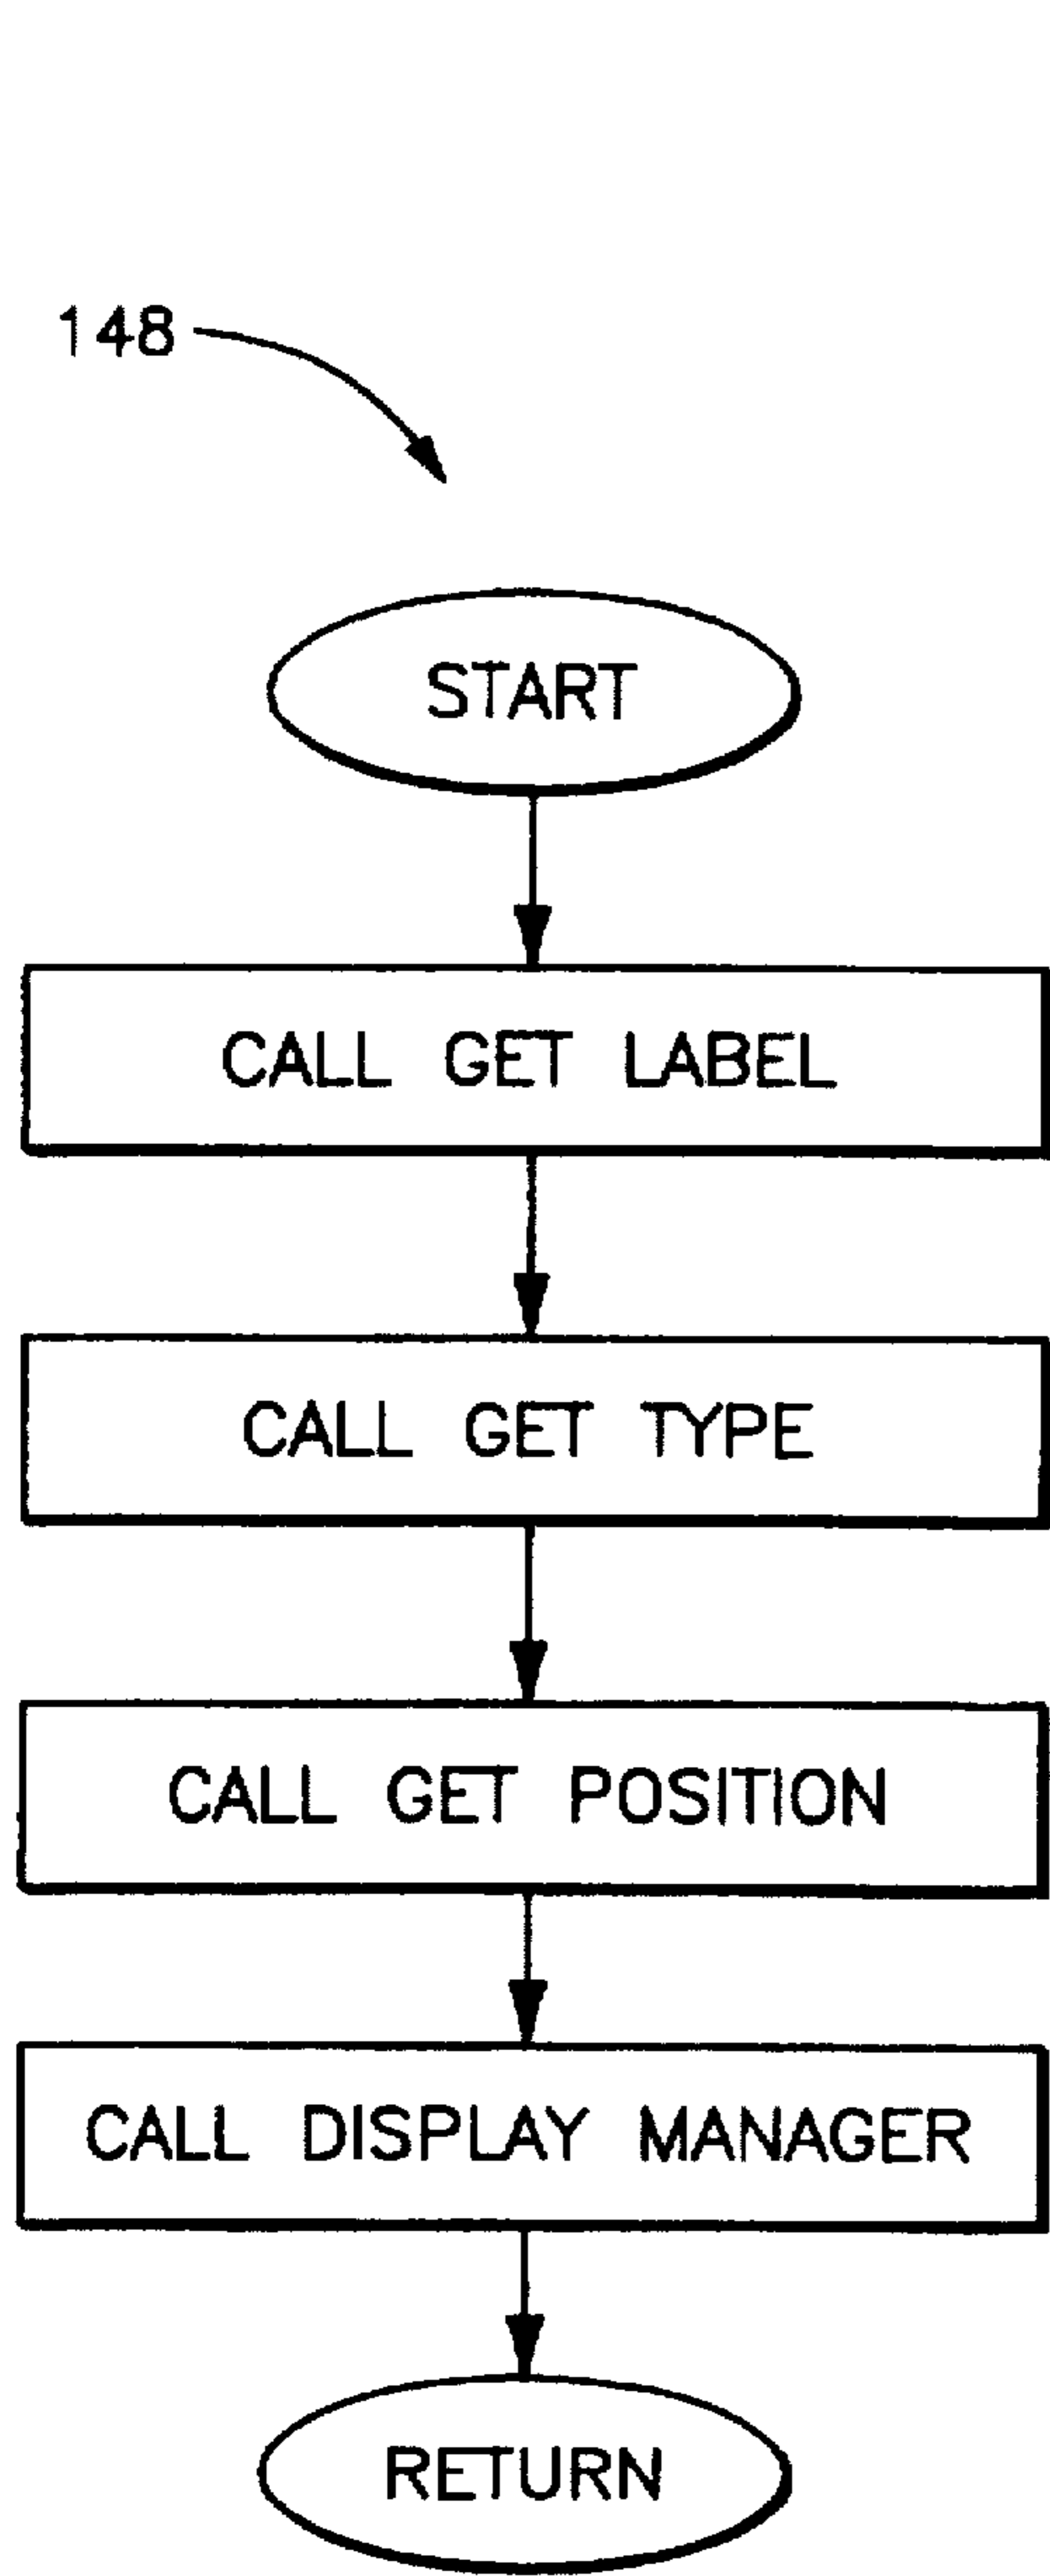 148
START
CALL GET LABEL
CALL GET TYPE
CALL GET POSITION
CALL DISPLAY MANAGER
RETURN